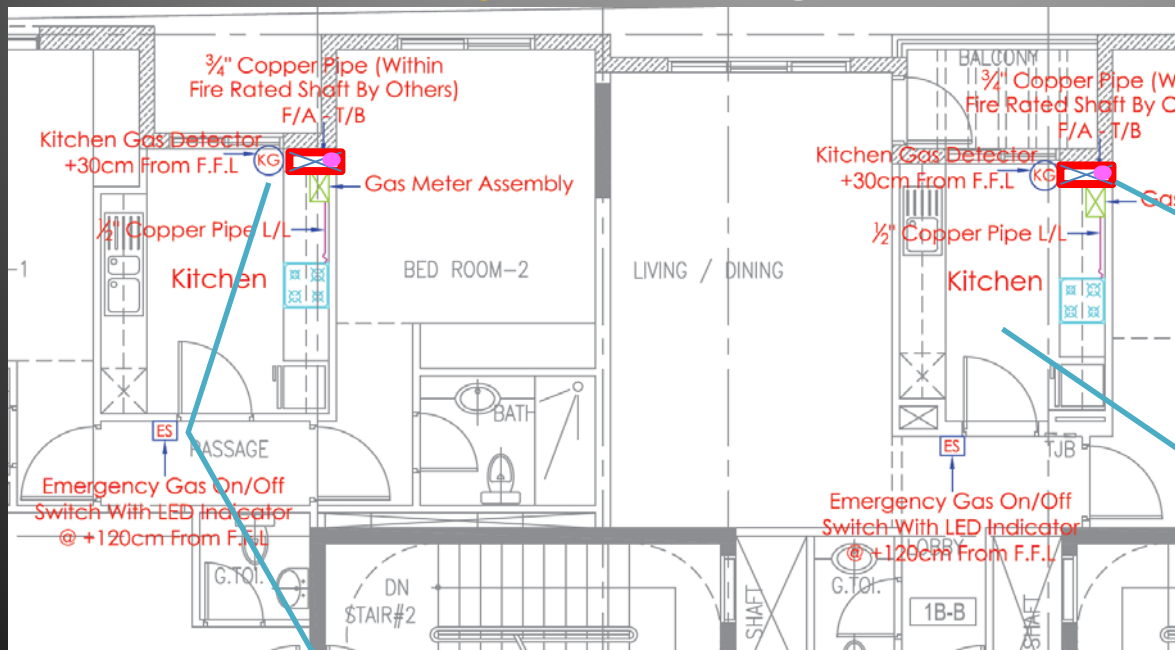 ¾" Copper Pipe (Within
Fire Rated Shaft By Others)
F/A - T/B
Kitchen Gas Detector
+30cm From F.F.L
KG
Gas Meter Assembly
½" Copper Pipe L/L
Kitchen
-1
BED ROOM-2
LIVING / DINING
BALCONY
¾" Copper Pipe (W
Fire Rated Shaft By O
F/A - T/B
Kitchen Gas Detector
+30cm From F.F.L
KG
Gas
½" Copper Pipe L/L
Kitchen
BATH
ES
PASSAGE
Emergency Gas On/Off
Switch With LED Indicator
@ +120cm From F.F.L
G.TOI.
DN
STAIR#2
SHAFT
ES
TJB
Emergency Gas On/Off
Switch With LED Indicator
@ +120cm From F.F.L
LOBBY
G.TOI.
1B-B
SHAFT